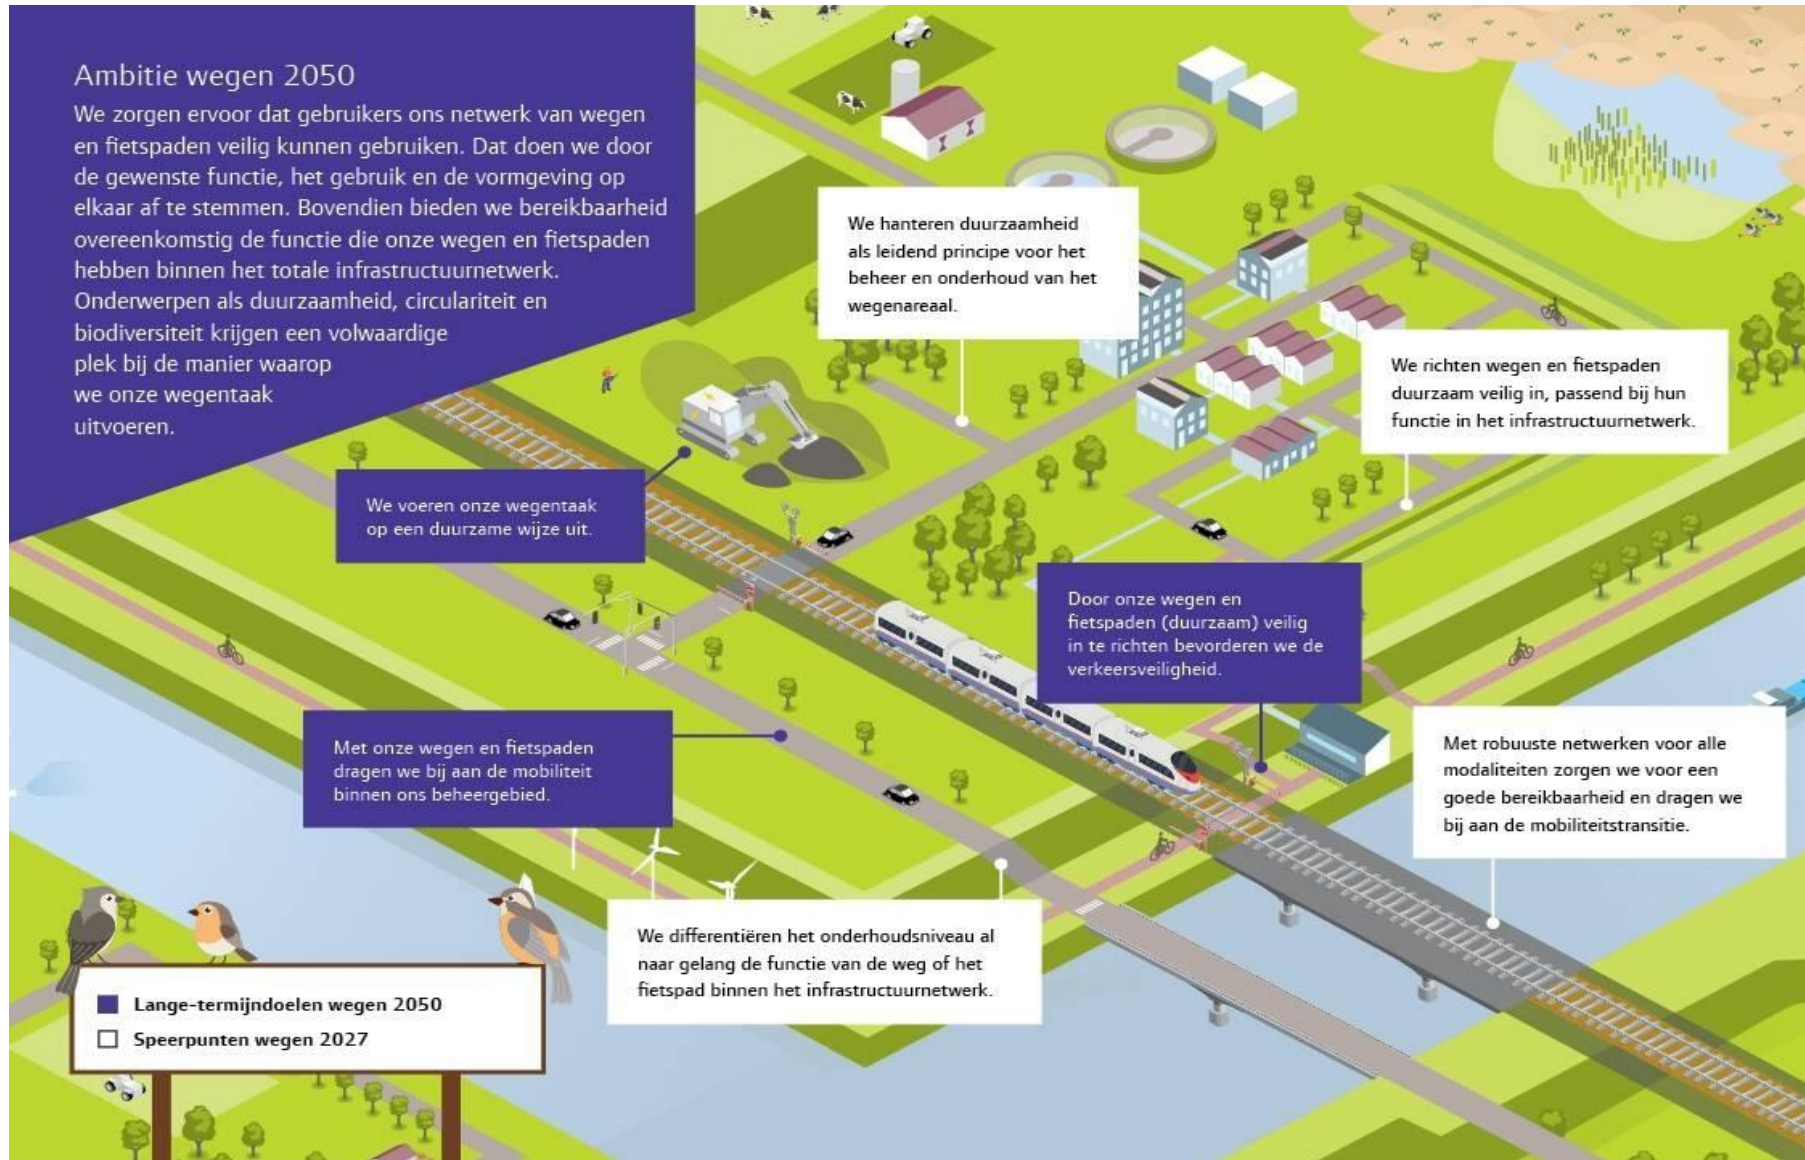 Ambitie wegen 2050
We zorgen ervoor dat gebruikers ons netwerk van wegen
en fietspaden veilig kunnen gebruiken. Dat doen we door
de gewenste functie, het gebruik en de vormgeving op
elkaar af te stemmen. Bovendien bieden we bereikbaarheid
overeenkomstig de functie die onze wegen en fietspaden
hebben binnen het totale infrastructuurnetwerk.
Onderwerpen als duurzaamheid, circulariteit en
biodiversiteit krijgen een volwaardige
plek bij de manier waarop
we onze wegentaak
uitvoeren.
We hanteren duurzaamheid
als leidend principe voor het
beheer en onderhoud van het
wegenareaal.
We richten wegen en fietspaden
duurzaam veilig in, passend bij hun
functie in het infrastructuurnetwerk.
We voeren onze wegentaak
op een duurzame wijze uit.
Door onze wegen en
fietspaden (duurzaam) veilig
in te richten bevorderen we de
verkeersveiligheid.
Met onze wegen en fietspaden
dragen we bij aan de mobiliteit
binnen ons beheergebied.
Met robuuste netwerken voor alle
modaliteiten zorgen we voor een
goede bereikbaarheid en dragen we
bij aan de mobiliteitstransitie.
We differentiëren het onderhoudsniveau al
naar gelang de functie van de weg of het
fietspad binnen het infrastructuurnetwerk.
Lange-termijndoelen wegen 2050
Speerpunten wegen 2027